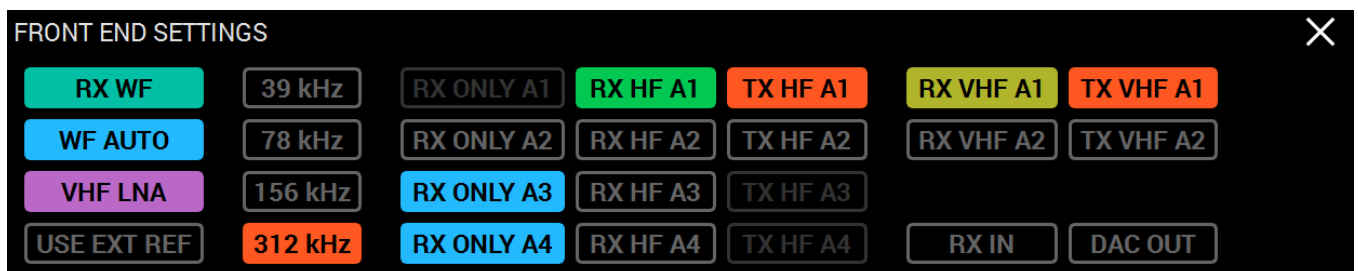 FRONT END SETTINGS
RX WF 39 kHz RX ONLY A1 RX HF A1 TX HF A1 RX VHF A1 TX VHF A1
WF AUTO 78 kHz RX ONLY A2 RX HF A2 TX HF A2 RX VHF A2 TX VHF A2
VHF LNA 156 kHz RX ONLY A3 RX HF A3 TX HF A3
USE EXT REF 312 kHz RX ONLY A4 RX HF A4 TX HF A4 RX IN DAC OUT